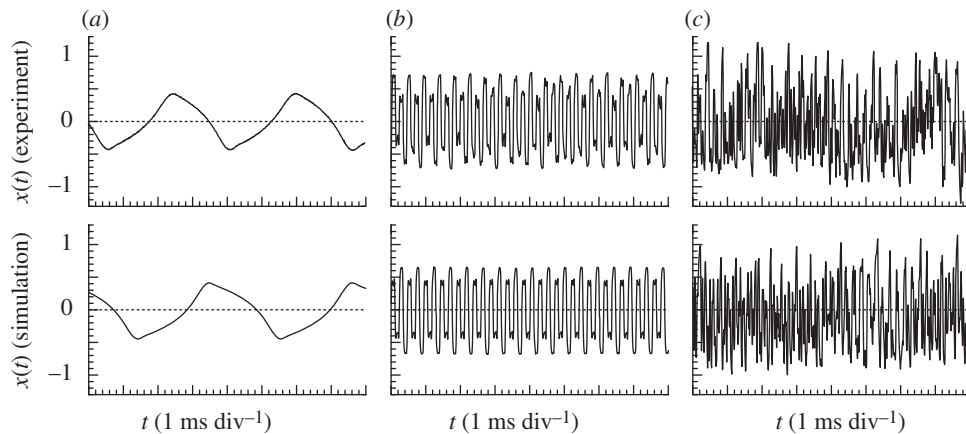 (a) (b) (c)
x(t) (experiment)
1
0
−1
x(t) (simulation)
1
0
−1
t (1 ms div⁻¹) t (1 ms div⁻¹) t (1 ms div⁻¹)